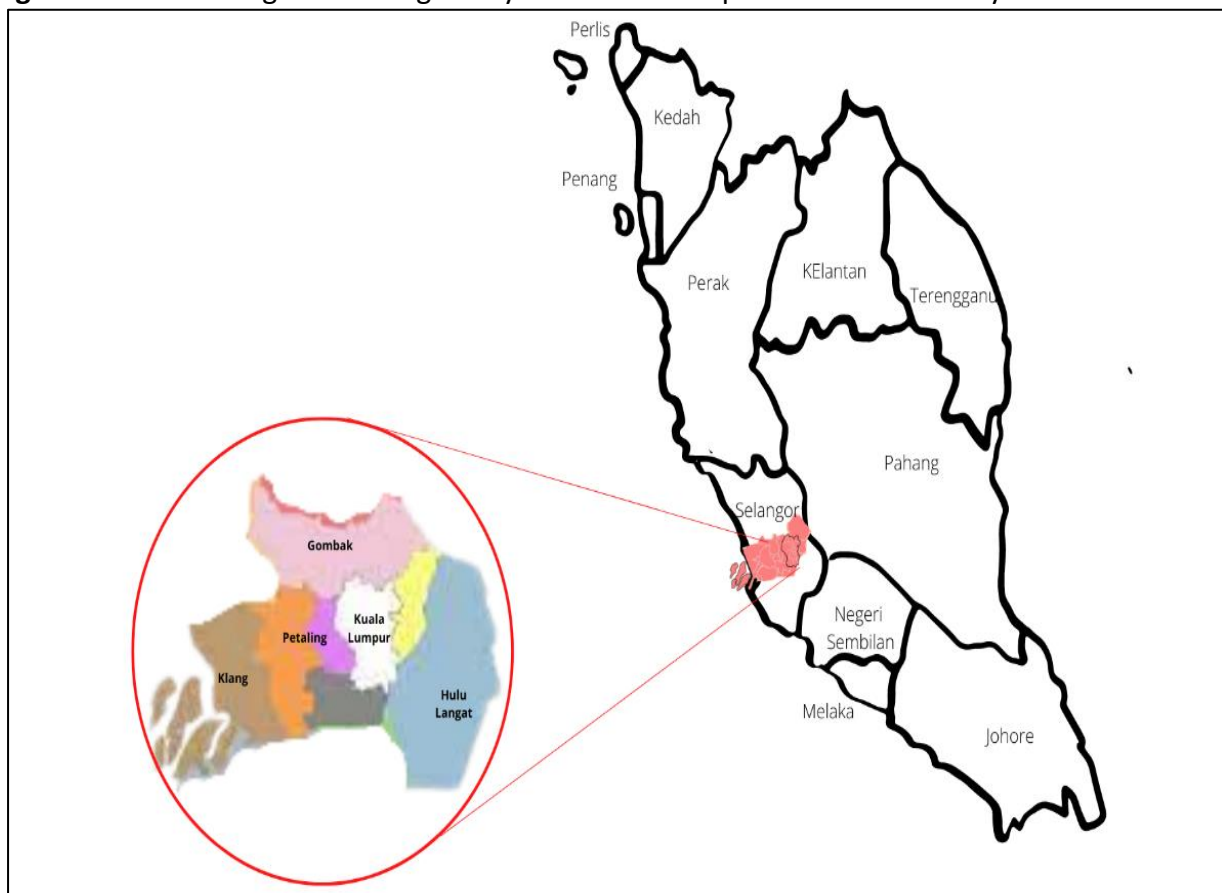 Perlis
Kedah
Penang
Perak
KElantan
Terengganu
Pahang
Selangor
Negeri
Sembilan
Melaka
Johore
Gombak
Petaling
Kuala
Lumpur
Klang
Hulu
Langat